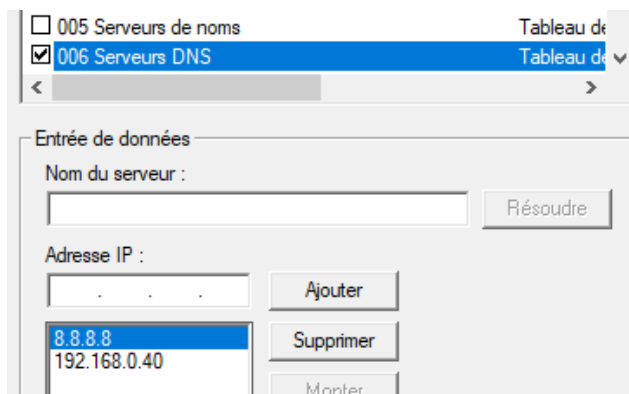 005 Serveurs de noms Tableau de
006 Serveurs DNS Tableau de
Entrée de données
Nom du serveur :
Résoudre
Adresse IP :
. . . Ajouter
8.8.8.8 Supprimer
192.168.0.40
Monter